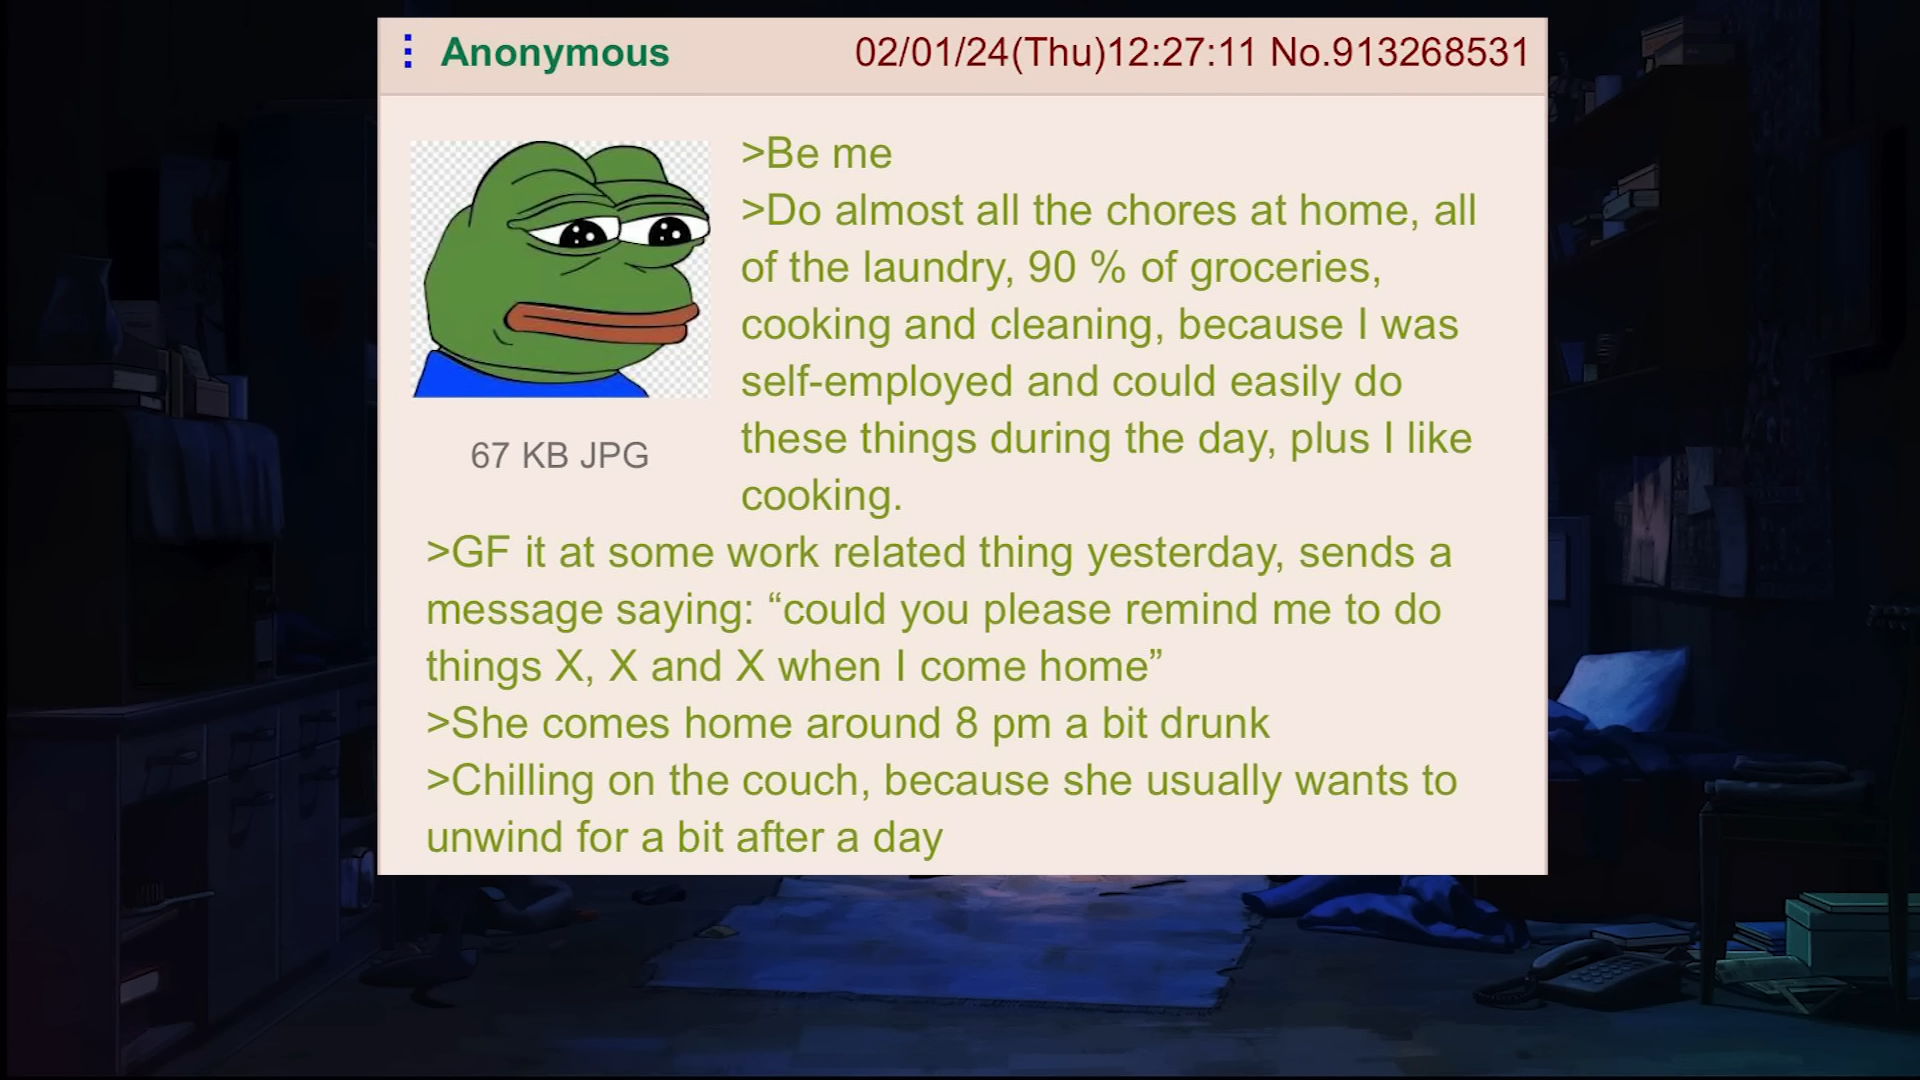 Anonymous 02/01/24(Thu)12:27:11 No.913268531
>Be me
>Do almost all the chores at home, all
of the laundry, 90 % of groceries,
cooking and cleaning, because I was
self-employed and could easily do
these things during the day, plus I like
cooking.
67 KB JPG
>GF it at some work related thing yesterday, sends a
message saying: “could you please remind me to do
things X, X and X when I come home”
>She comes home around 8 pm a bit drunk
>Chilling on the couch, because she usually wants to
unwind for a bit after a day